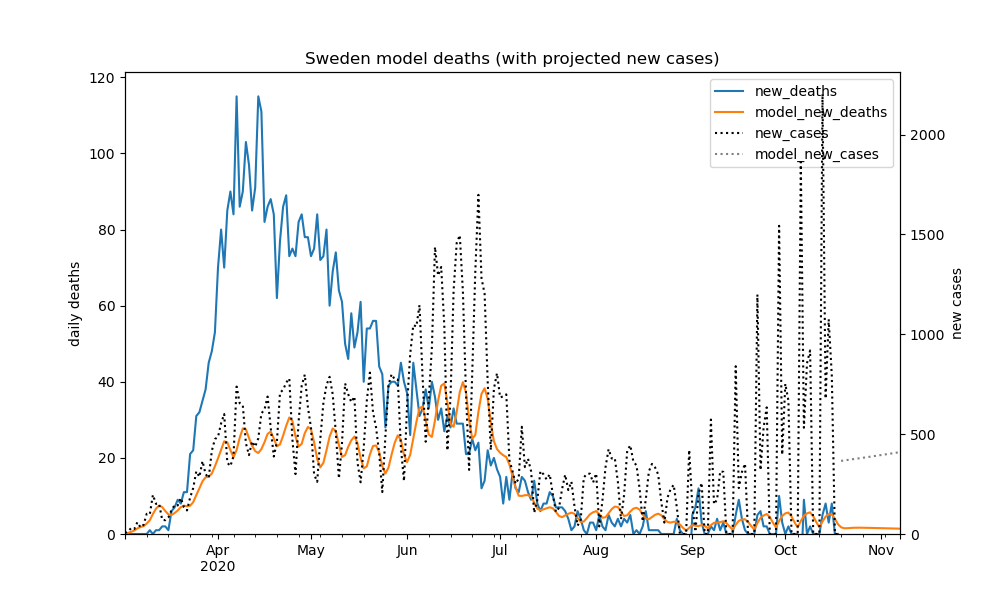 Sweden model deaths (with projected new cases)
120
100
80
60
40
20
0
daily deaths
new_deaths
model_new_deaths
new_cases
model_new_cases
2000
1500
1000
500
0
new cases
Apr
2020
May
Jun
Jul
Aug
Sep
Oct
Nov